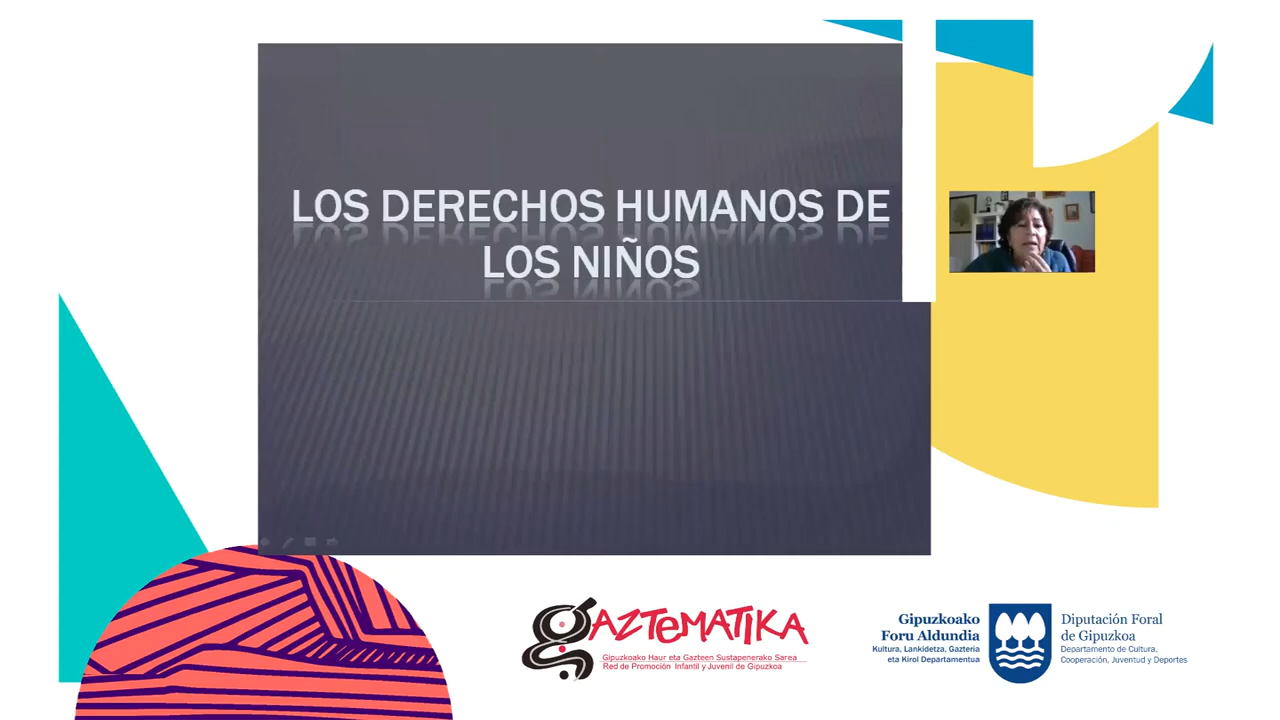 LOS DERECHOS HUMANOS DE
LOS NIÑOS
GAZTEMATIKA
Gipuzkoako Haur eta Gazteen Sustapenerako Sarea
Red de Promoción Infantil y Juvenil de Gipuzkoa
Gipuzkoako
Foru Aldundia
Kultura, Lankidetza, Gazteria
eta Kirol Departamentua
Diputación Foral
de Gipuzkoa
Departamento de Cultura,
Cooperación, Juventud y Deportes